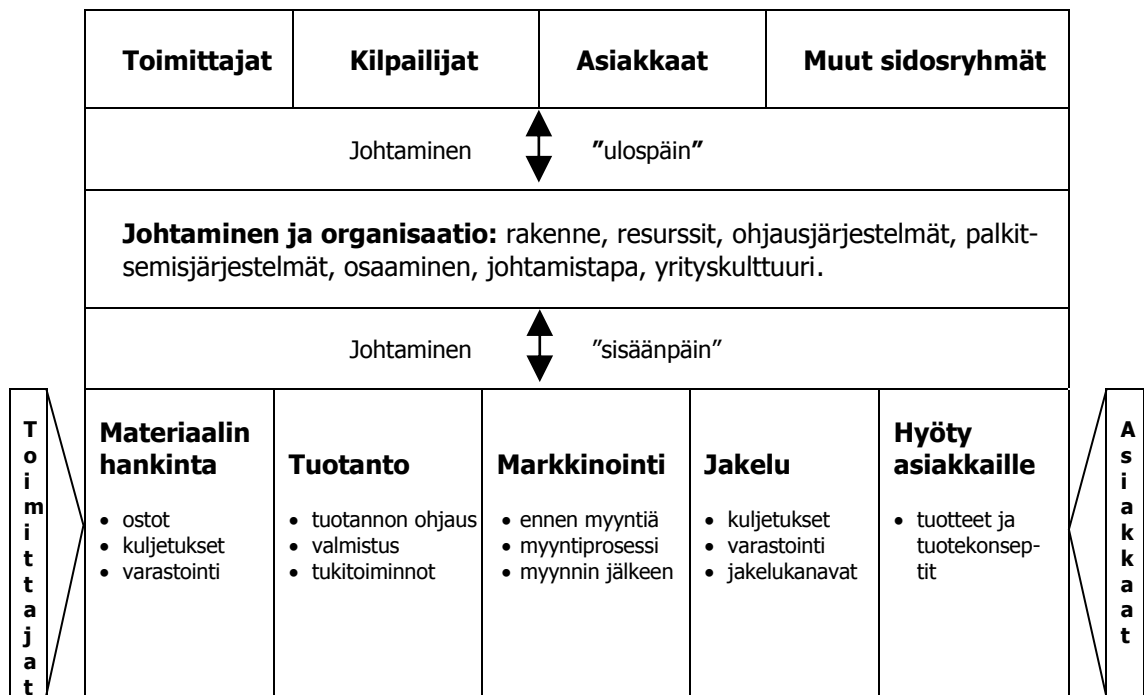 Toimittajat
Kilpailijat
Asiakkaat
Muut sidosryhmät
Johtaminen ”ulospäin”
Johtaminen ja organisaatio: rakenne, resurssit, ohjausjärjestelmät, palkit-
semisjärjestelmät, osaaminen, johtamistapa, yrityskulttuuri.
Johtaminen ”sisäänpäin”
Toimittajat
Materiaalin
hankinta
• ostot
• kuljetukset
• varastointi
Tuotanto
• tuotannon ohjaus
• valmistus
• tukitoiminnot
Markkinointi
• ennen myyntiä
• myyntiprosessi
• myynnin jälkeen
Jakelu
• kuljetukset
• varastointi
• jakelukanavat
Hyöty
asiakkaille
• tuotteet ja
tuotekonsep-
tit
Asiakkaat